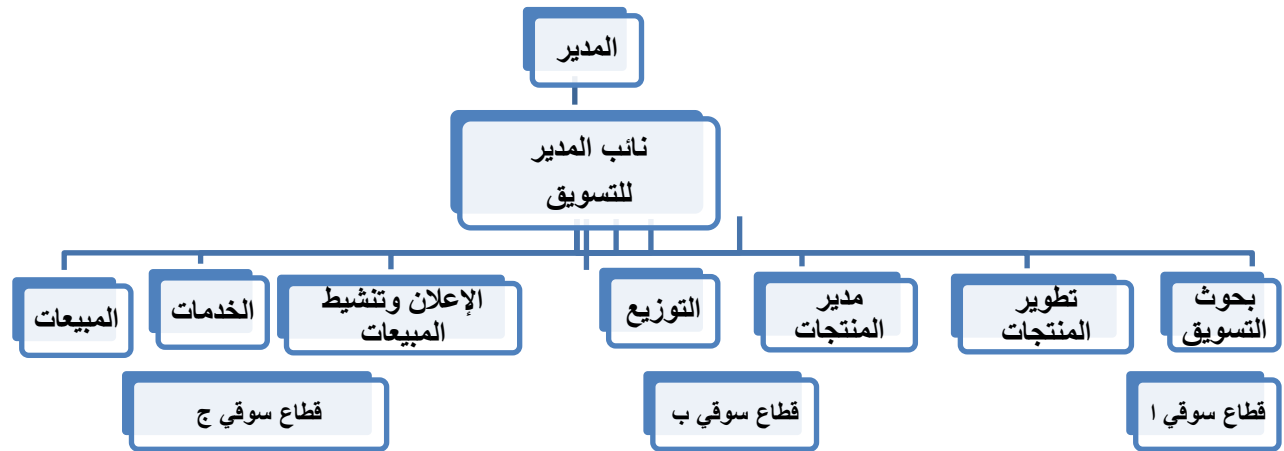 المدير
نائب المدير
للتسويق
بحوث
التسويق
تطوير
المنتجات
مدير
المنتجات
التوزيع
الإعلان وتنشيط
المبيعات
الخدمات
المبيعات
قطاع سوقي ا
قطاع سوقي ب
قطاع سوقي ج